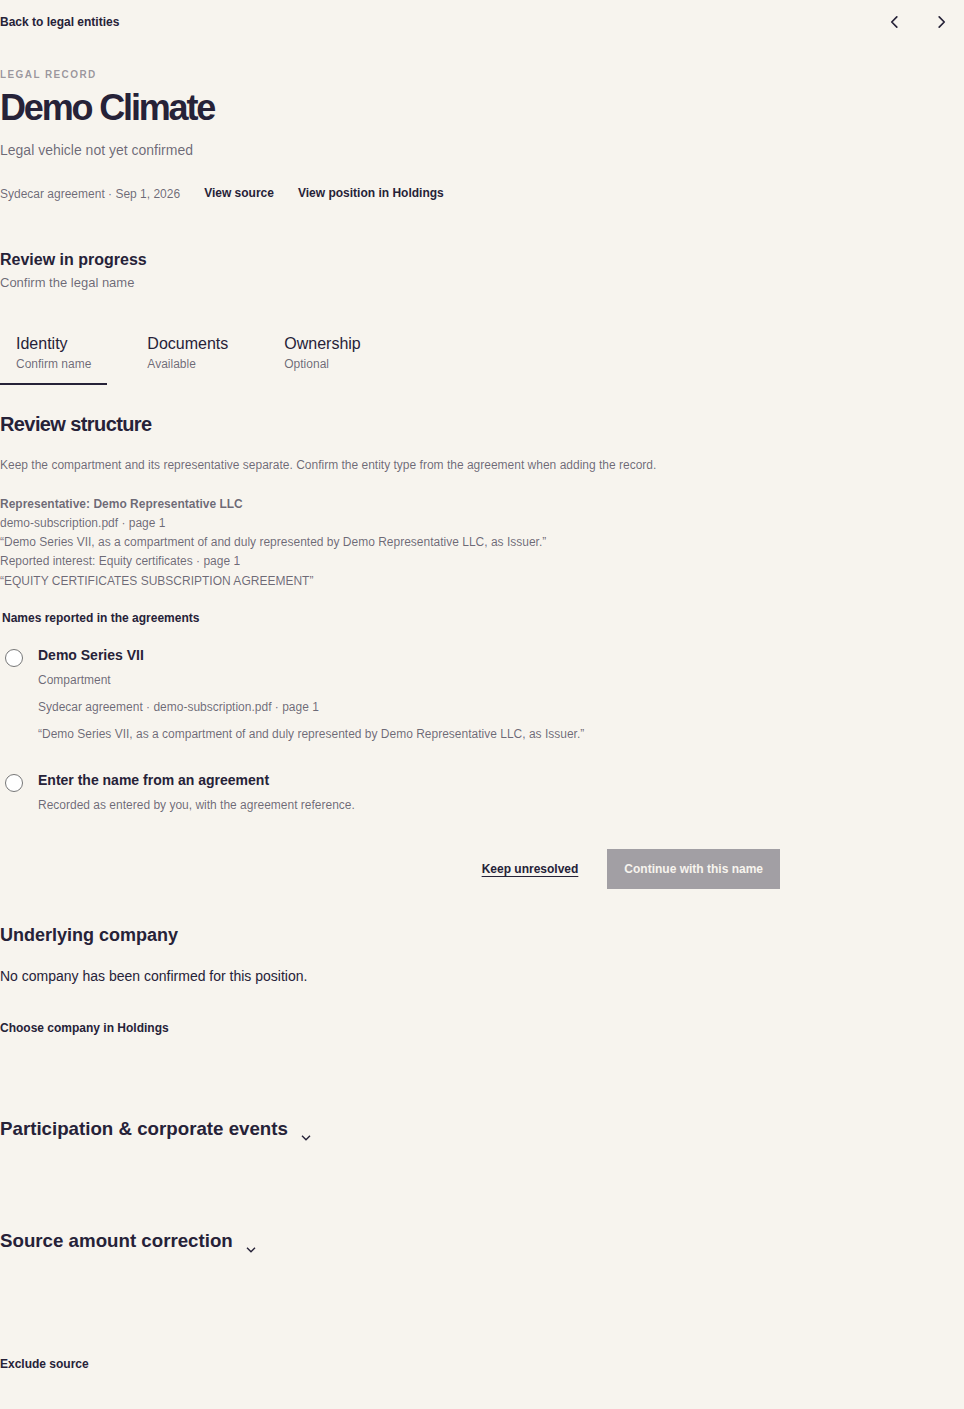 Back to legal entities
LEGAL RECORD
Demo Climate
Legal vehicle not yet confirmed
Sydecar agreement · Sep 1, 2026 View source View position in Holdings
Review in progress
Confirm the legal name
Identity Documents Ownership
Confirm name Available Optional
Review structure
Keep the compartment and its representative separate. Confirm the entity type from the agreement when adding the record.
Representative: Demo Representative LLC
demo-subscription.pdf · page 1
“Demo Series VII, as a compartment of and duly represented by Demo Representative LLC, as Issuer.”
Reported interest: Equity certificates · page 1
“EQUITY CERTIFICATES SUBSCRIPTION AGREEMENT”
Names reported in the agreements
Demo Series VII
Compartment
Sydecar agreement · demo-subscription.pdf · page 1
“Demo Series VII, as a compartment of and duly represented by Demo Representative LLC, as Issuer.”
Enter the name from an agreement
Recorded as entered by you, with the agreement reference.
Keep unresolved Continue with this name
Underlying company
No company has been confirmed for this position.
Choose company in Holdings
Participation & corporate events
Source amount correction
Exclude source